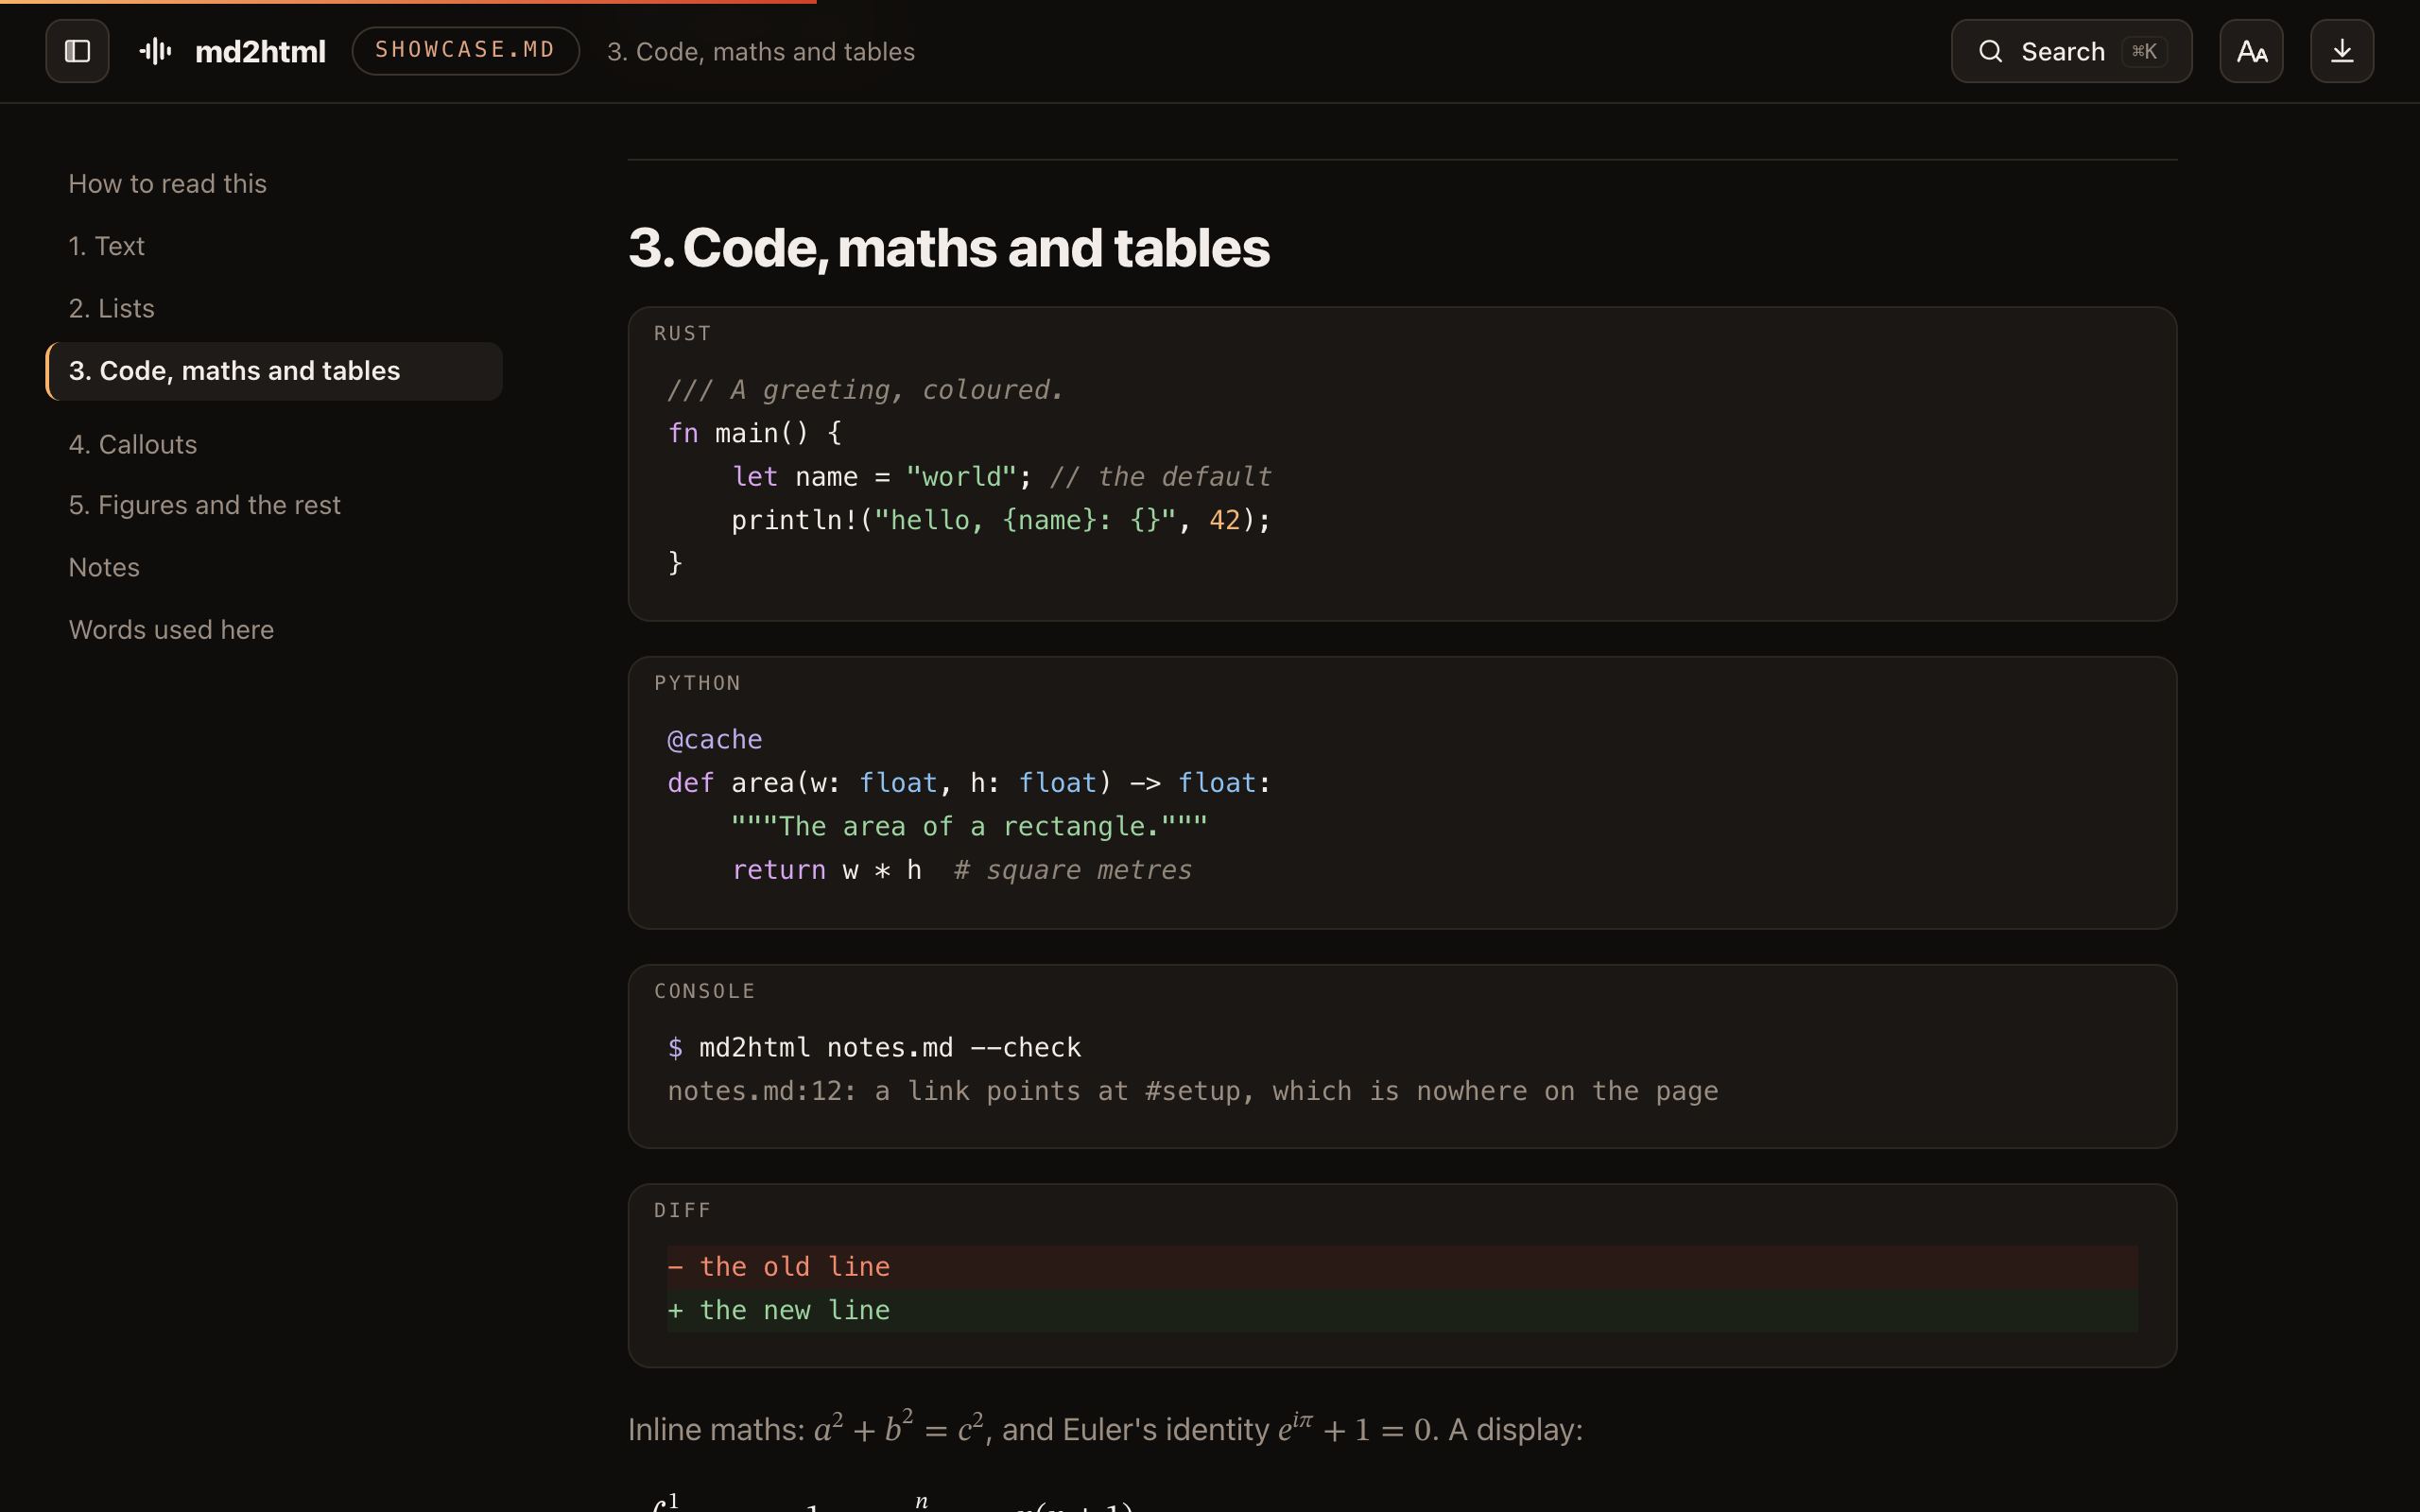 md2html
SHOWCASE.MD
3. Code, maths and tables
Search ⌘K
AA
How to read this
1. Text
2. Lists
3. Code, maths and tables
4. Callouts
5. Figures and the rest
Notes
Words used here
3. Code, maths and tables
RUST
/// A greeting, coloured.
fn main() {
    let name = "world"; // the default
    println!("hello, {name}: {}", 42);
}
PYTHON
@cache
def area(w: float, h: float) -> float:
    """The area of a rectangle."""
    return w * h  # square metres
CONSOLE
$ md2html notes.md --check
notes.md:12: a link points at #setup, which is nowhere on the page
DIFF
- the old line
+ the new line
Inline maths: a² + b² = c², and Euler's identity e^{iπ} + 1 = 0. A display: